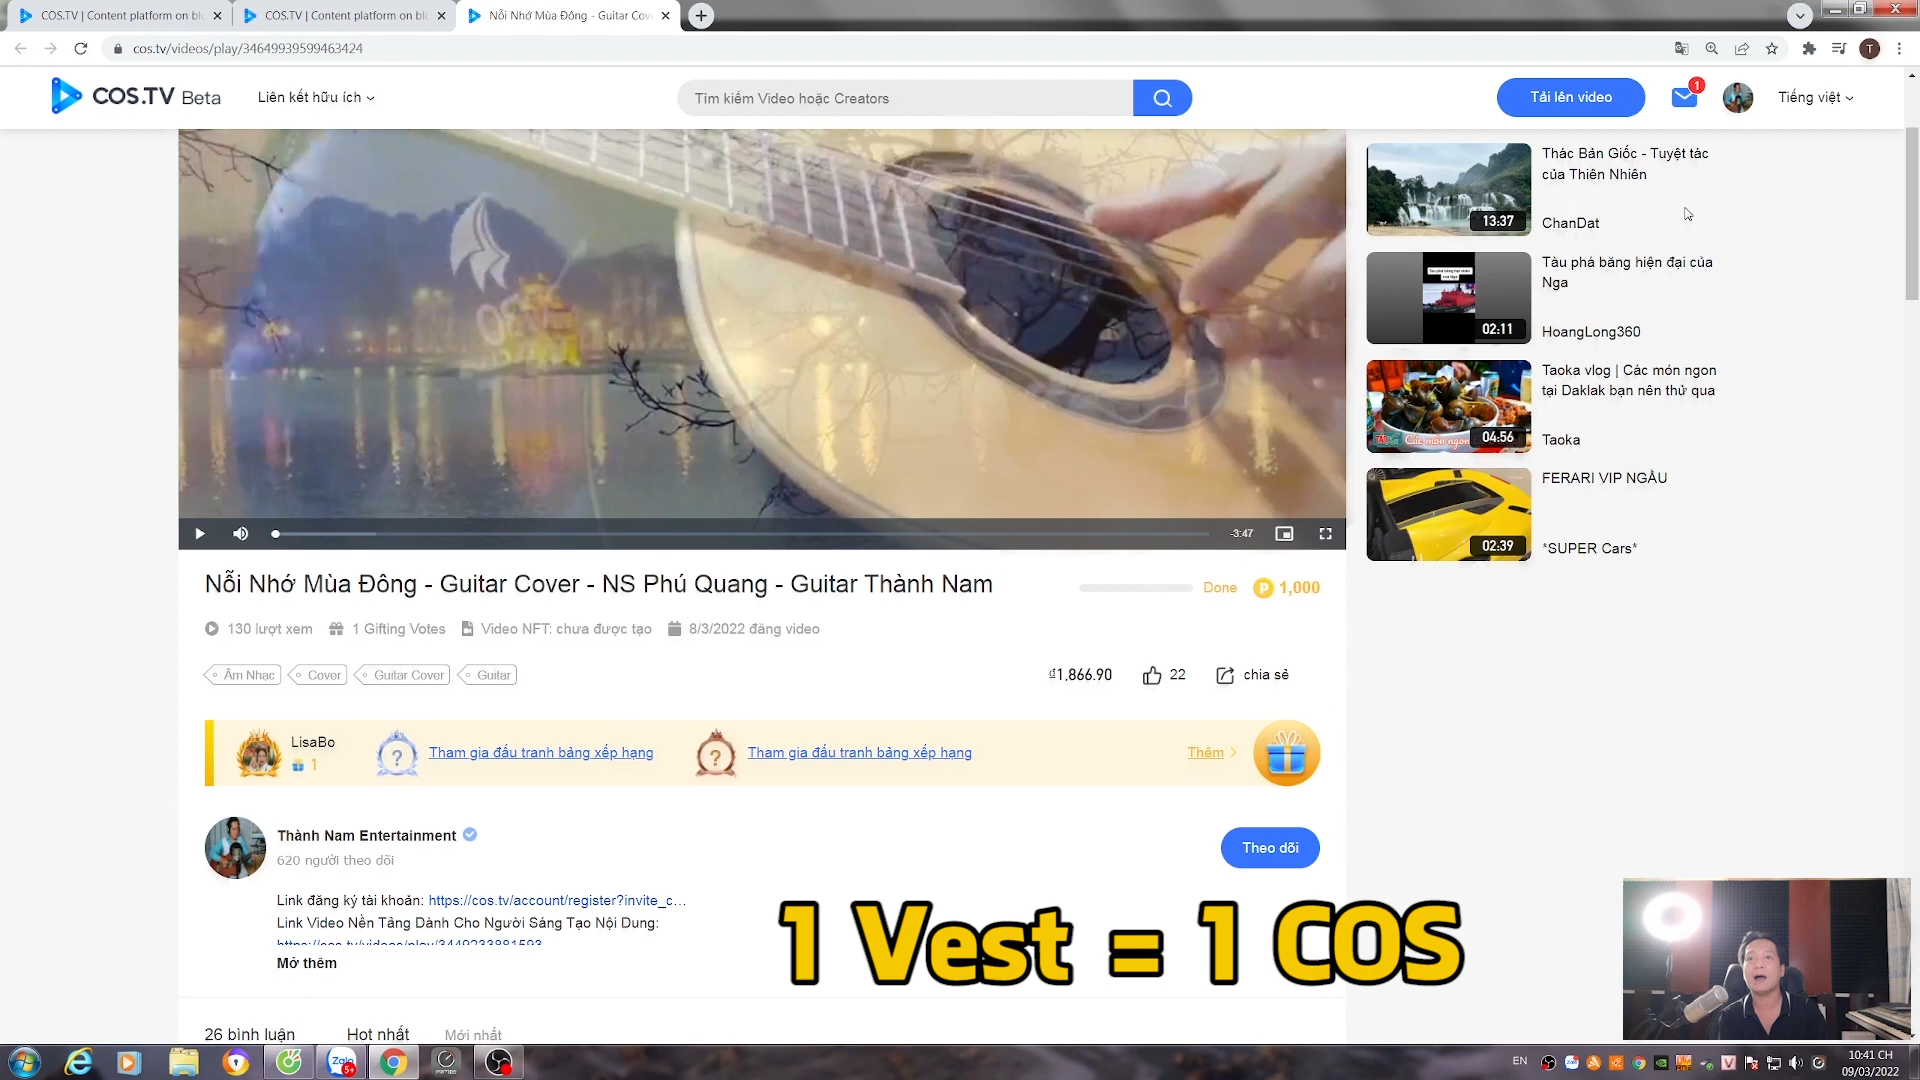 COS.TV | Content platform on blo
COS.TV | Content platform on blo
Nỗi Nhớ Mùa Đông - Guitar Cov
cos.tv/videos/play/34649939599463424
T
COS.TV Beta
Liên kết hữu ích
Tìm kiếm Video hoặc Creators
Tải lên video
1
Tiếng việt
Thác Bản Giốc - Tuyệt tác
của Thiên Nhiên
13:37
ChanDat
Tàu phá băng hiện đại của
Nga
02:11
HoangLong360
Taoka vlog | Các món ngon
tại Daklak bạn nên thử qua
Các món ngon
04:56
Taoka
FERARI VIP NGẦU
02:39
*SUPER Cars*
-3:47
Nỗi Nhớ Mùa Đông - Guitar Cover - NS Phú Quang - Guitar Thành Nam
Done
P 1,000
130 lượt xem
1 Gifting Votes
Video NFT: chưa được tạo
8/3/2022 đăng video
Âm Nhạc
Cover
Guitar Cover
Guitar
₫1,866.90
22
chia sẻ
LisaBo
1
?
Tham gia đấu tranh bảng xếp hạng
?
Tham gia đấu tranh bảng xếp hạng
Thêm
Thành Nam Entertainment
620 người theo dõi
Theo dõi
Link đăng ký tài khoản: https://cos.tv/account/register?invite_c...
Link Video Nền Tảng Dành Cho Người Sáng Tạo Nội Dung:
Mở thêm
1 Vest = 1 COS
26 bình luận
Hot nhất
Mới nhất
Zalo
5+
EN
V
10:41 CH
09/03/2022